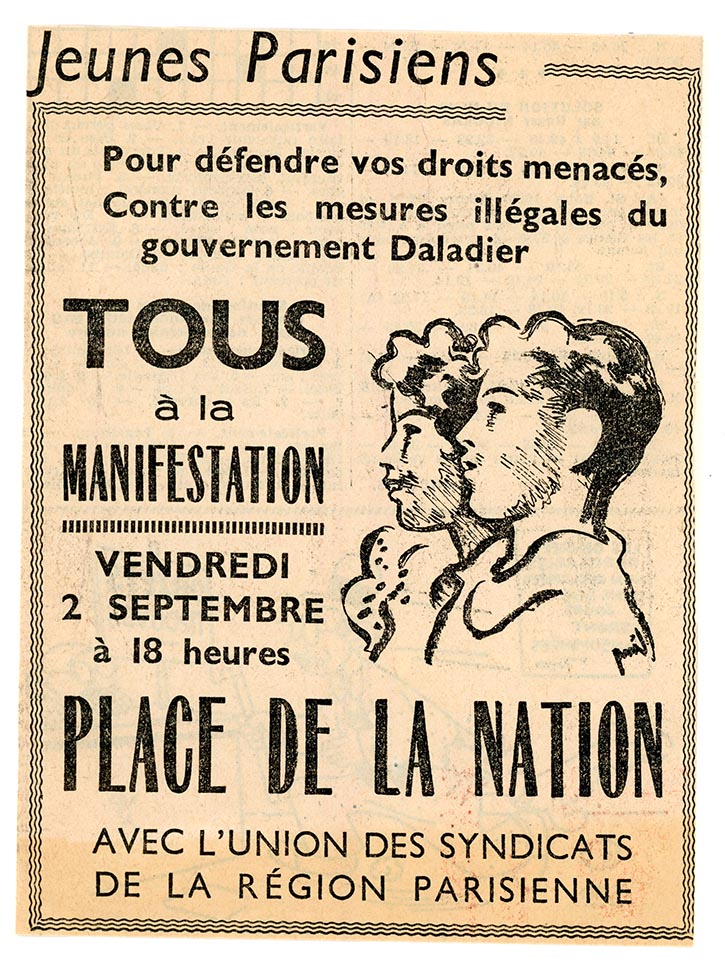 Jeunes Parisiens
Pour défendre vos droits menacés,
Contre les mesures illégales du
gouvernement Daladier
TOUS
à la
MANIFESTATION
VENDREDI
2 SEPTEMBRE
à 18 heures
PLACE DE LA NATION
AVEC L'UNION DES SYNDICATS
DE LA RÉGION PARISIENNE